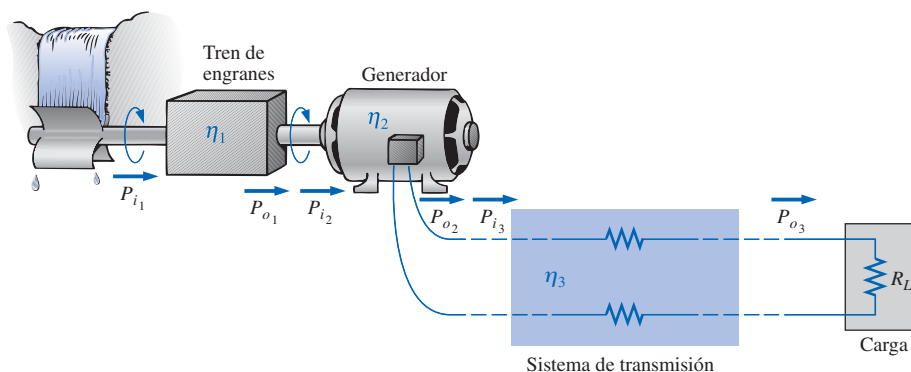 Tren de
engranes
Generador
η1
η2
Pi1
Po1
Pi2
Po2
Pi3
Po3
η3
RL
Carga
Sistema de transmisión